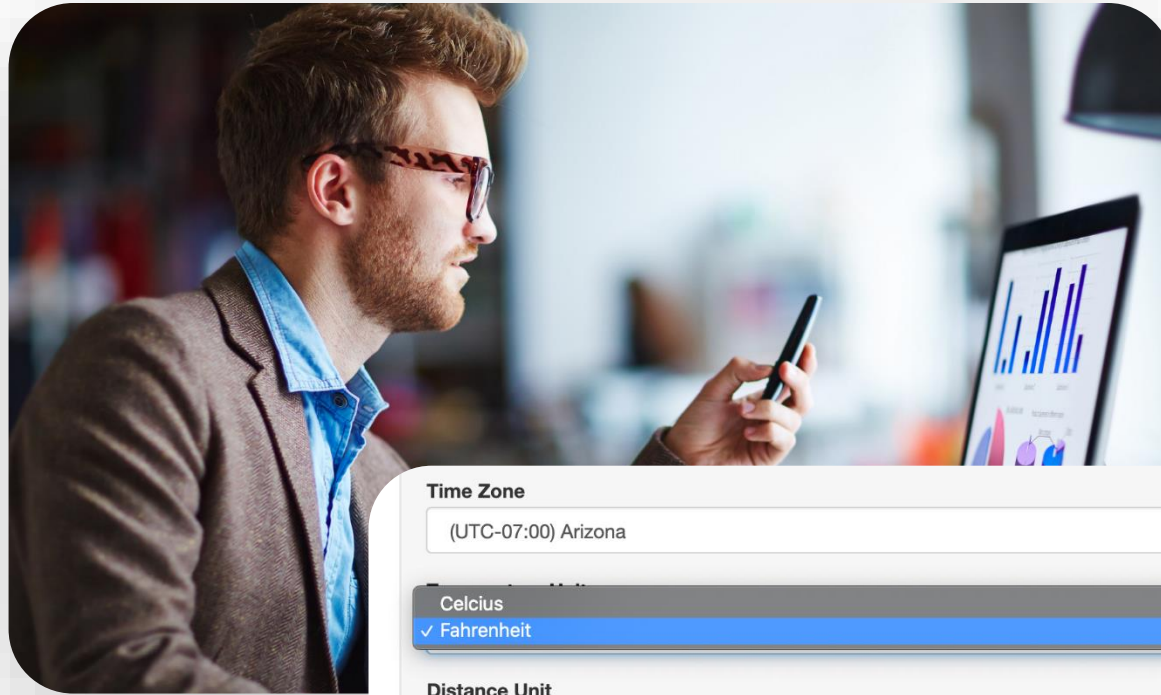 Time Zone
(UTC-07:00) Arizona
Celcius
✓ Fahrenheit
Distance Unit